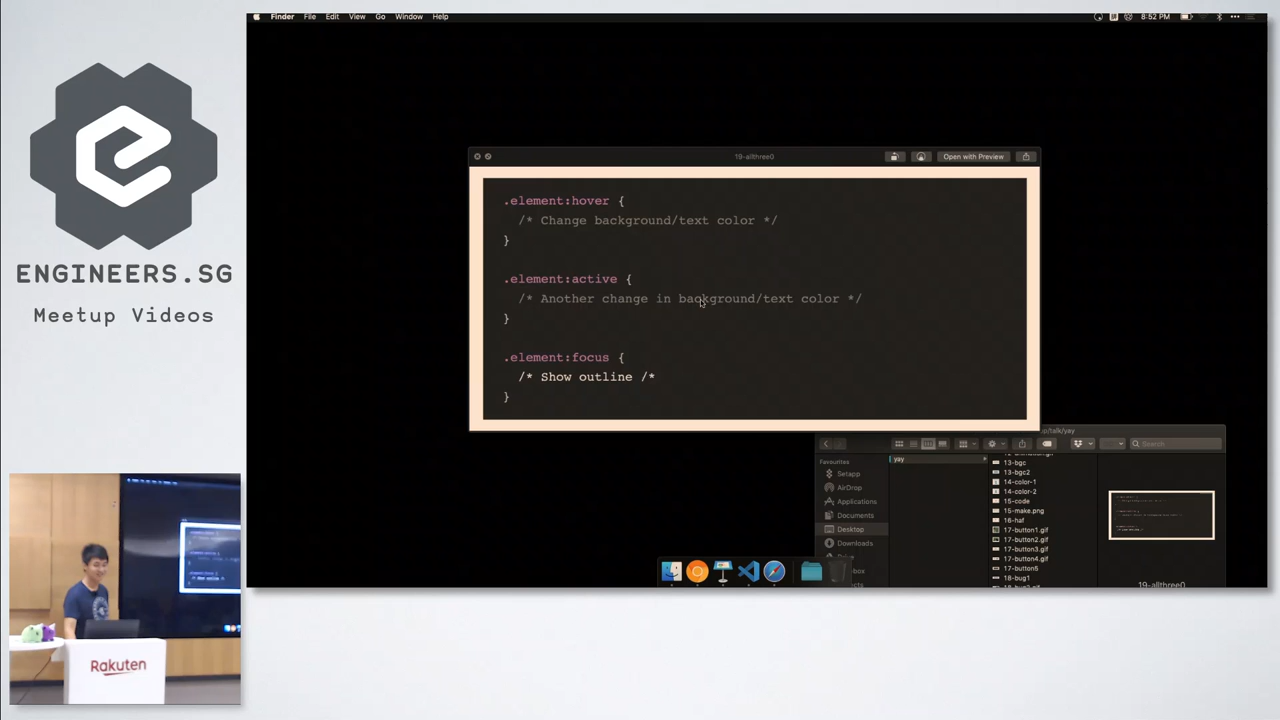 Finder File Edit View Go Window Help
8:52 PM
ENGINEERS.SG
Meetup Videos
19-allthree0
Open with Preview
.element:hover {
/* Change background/text color */
}
.element:active {
/* Another change in background/text color */
}
.element:focus {
/* Show outline /*
}
/talk/yay
Search
Favourites
Setapp
AirDrop
Applications
Documents
Desktop
Downloads
yay
13-bgc
13-bgc2
14-color-1
14-color-2
15-code
15-make.png
16-haf
17-button1.gif
17-button2.gif
17-button3.gif
17-button4.gif
17-button5
18-bug1
19-allthree0
Rakuten